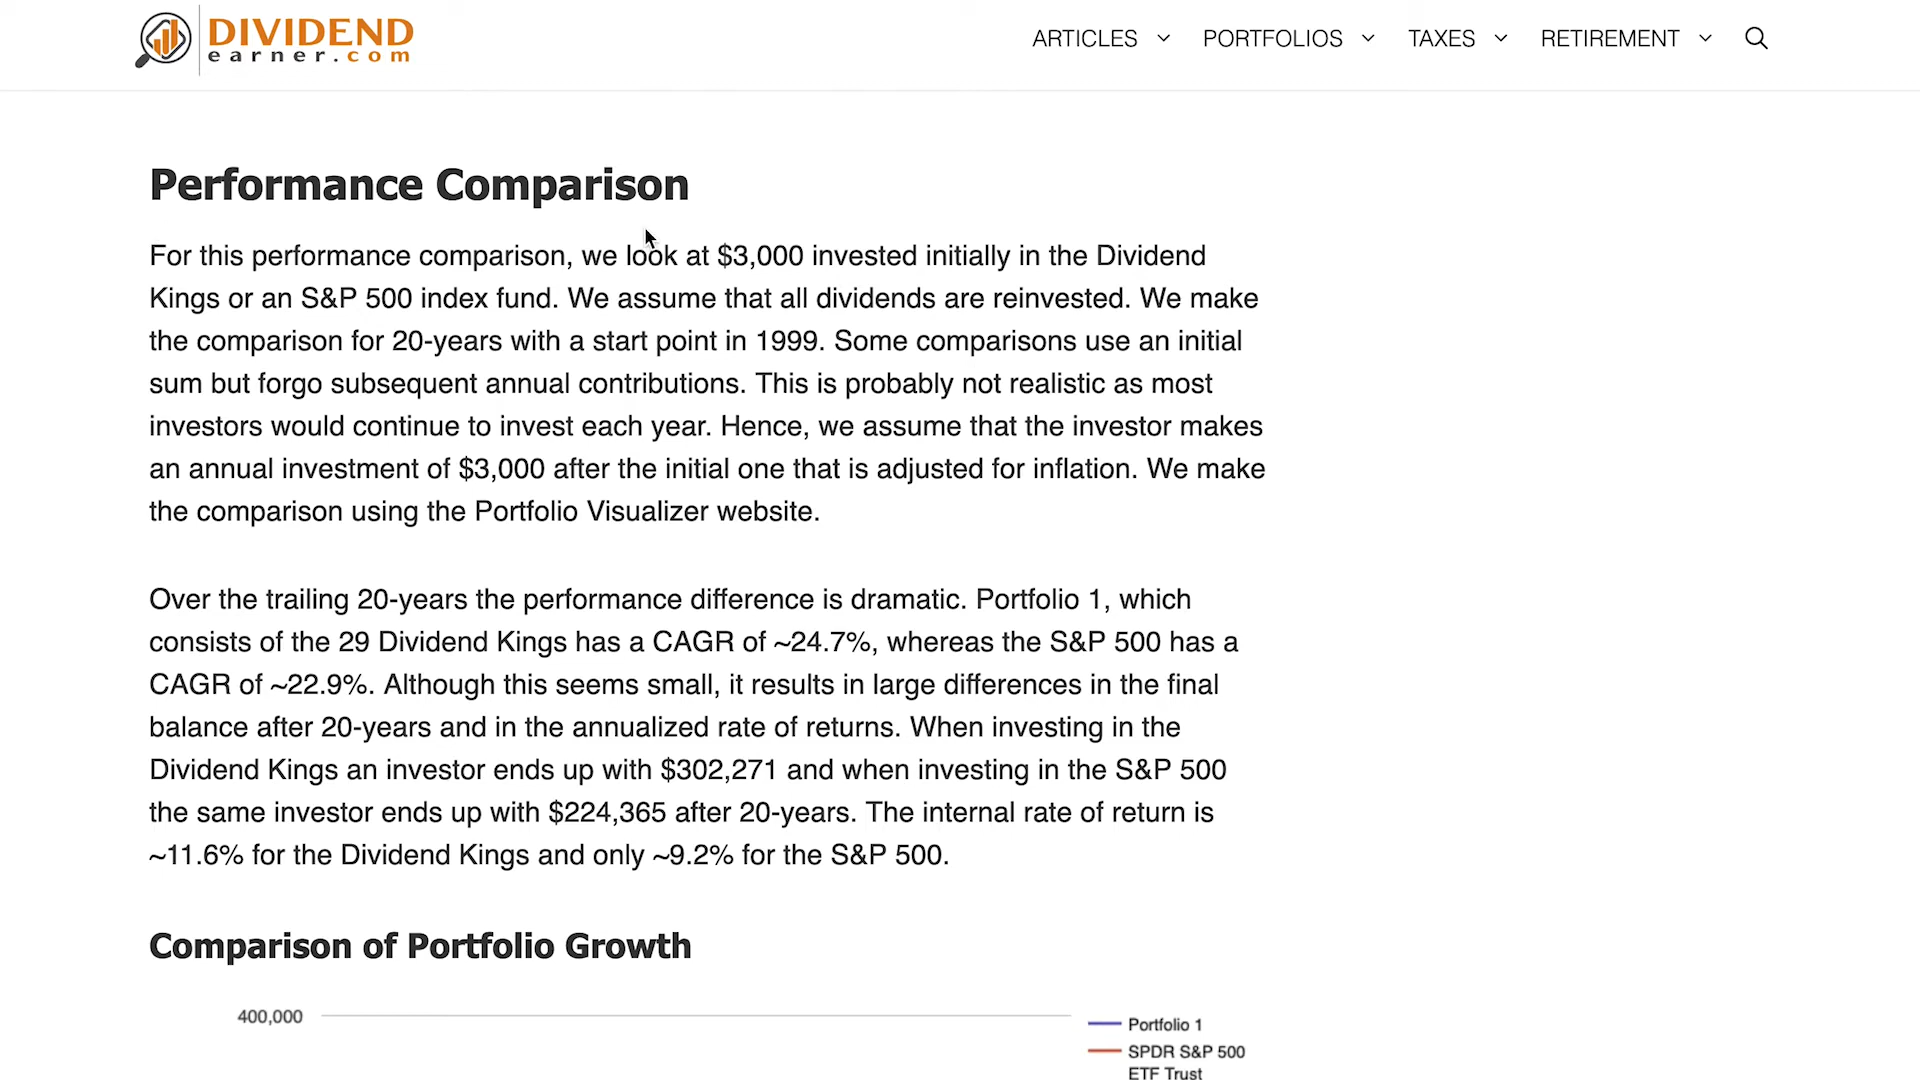 DIVIDEND
earner.com
ARTICLES PORTFOLIOS TAXES RETIREMENT
Performance Comparison
For this performance comparison, we look at $3,000 invested initially in the Dividend
Kings or an S&P 500 index fund. We assume that all dividends are reinvested. We make
the comparison for 20-years with a start point in 1999. Some comparisons use an initial
sum but forgo subsequent annual contributions. This is probably not realistic as most
investors would continue to invest each year. Hence, we assume that the investor makes
an annual investment of $3,000 after the initial one that is adjusted for inflation. We make
the comparison using the Portfolio Visualizer website.
Over the trailing 20-years the performance difference is dramatic. Portfolio 1, which
consists of the 29 Dividend Kings has a CAGR of ~24.7%, whereas the S&P 500 has a
CAGR of ~22.9%. Although this seems small, it results in large differences in the final
balance after 20-years and in the annualized rate of returns. When investing in the
Dividend Kings an investor ends up with $302,271 and when investing in the S&P 500
the same investor ends up with $224,365 after 20-years. The internal rate of return is
~11.6% for the Dividend Kings and only ~9.2% for the S&P 500.
Comparison of Portfolio Growth
400,000
Portfolio 1
SPDR S&P 500
ETF Trust